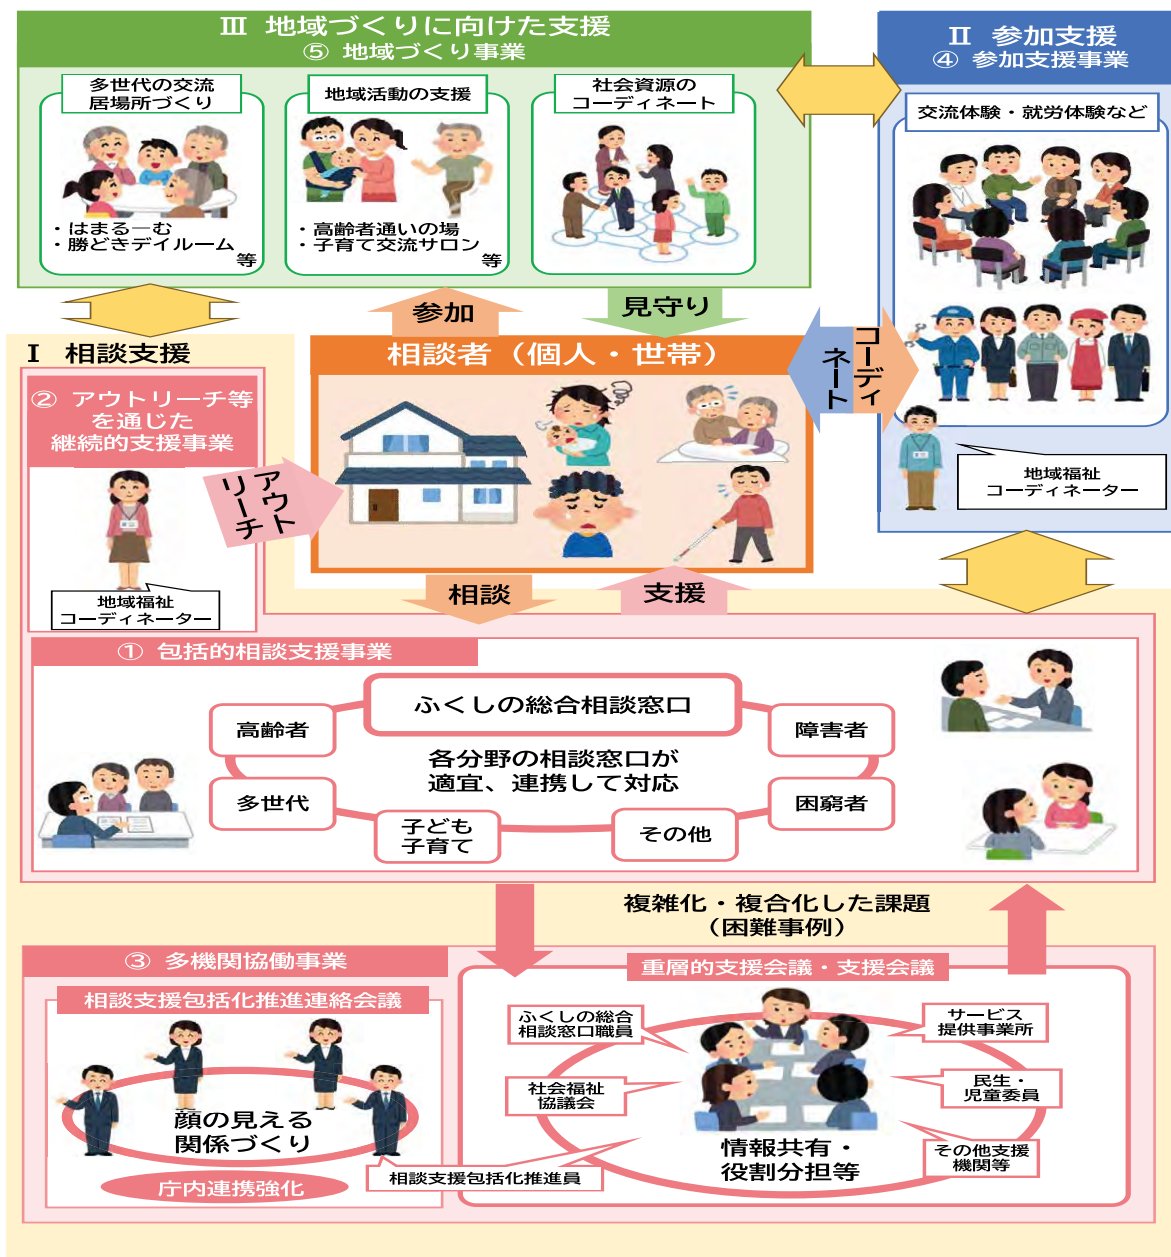 Ⅲ 地域づくりに向けた支援
⑤ 地域づくり事業
多世代の交流
居場所づくり
・はまるーむ
・勝どきデイルーム
等
地域活動の支援
・高齢者通いの場
・子育て交流サロン
等
社会資源の
コーディネート
Ⅱ 参加支援
④ 参加支援事業
交流体験・就労体験など
地域福祉
コーディネーター
参加
見守り
コーディ
ネート
Ⅰ 相談支援
② アウトリーチ等
を通じた
継続的支援事業
地域福祉
コーディネーター
アウト
リーチ
相談者（個人・世帯）
相談
支援
① 包括的相談支援事業
ふくしの総合相談窓口
高齢者
障害者
各分野の相談窓口が
適宜、連携して対応
多世代
困窮者
子ども
子育て
その他
複雑化・複合化した課題
（困難事例）
③ 多機関協働事業
相談支援包括化推進連絡会議
顔の見える
関係づくり
庁内連携強化
相談支援包括化推進員
重層的支援会議・支援会議
ふくしの総合
相談窓口職員
サービス
提供事業所
社会福祉
協議会
民生・
児童委員
情報共有・
役割分担等
その他支援
機関等